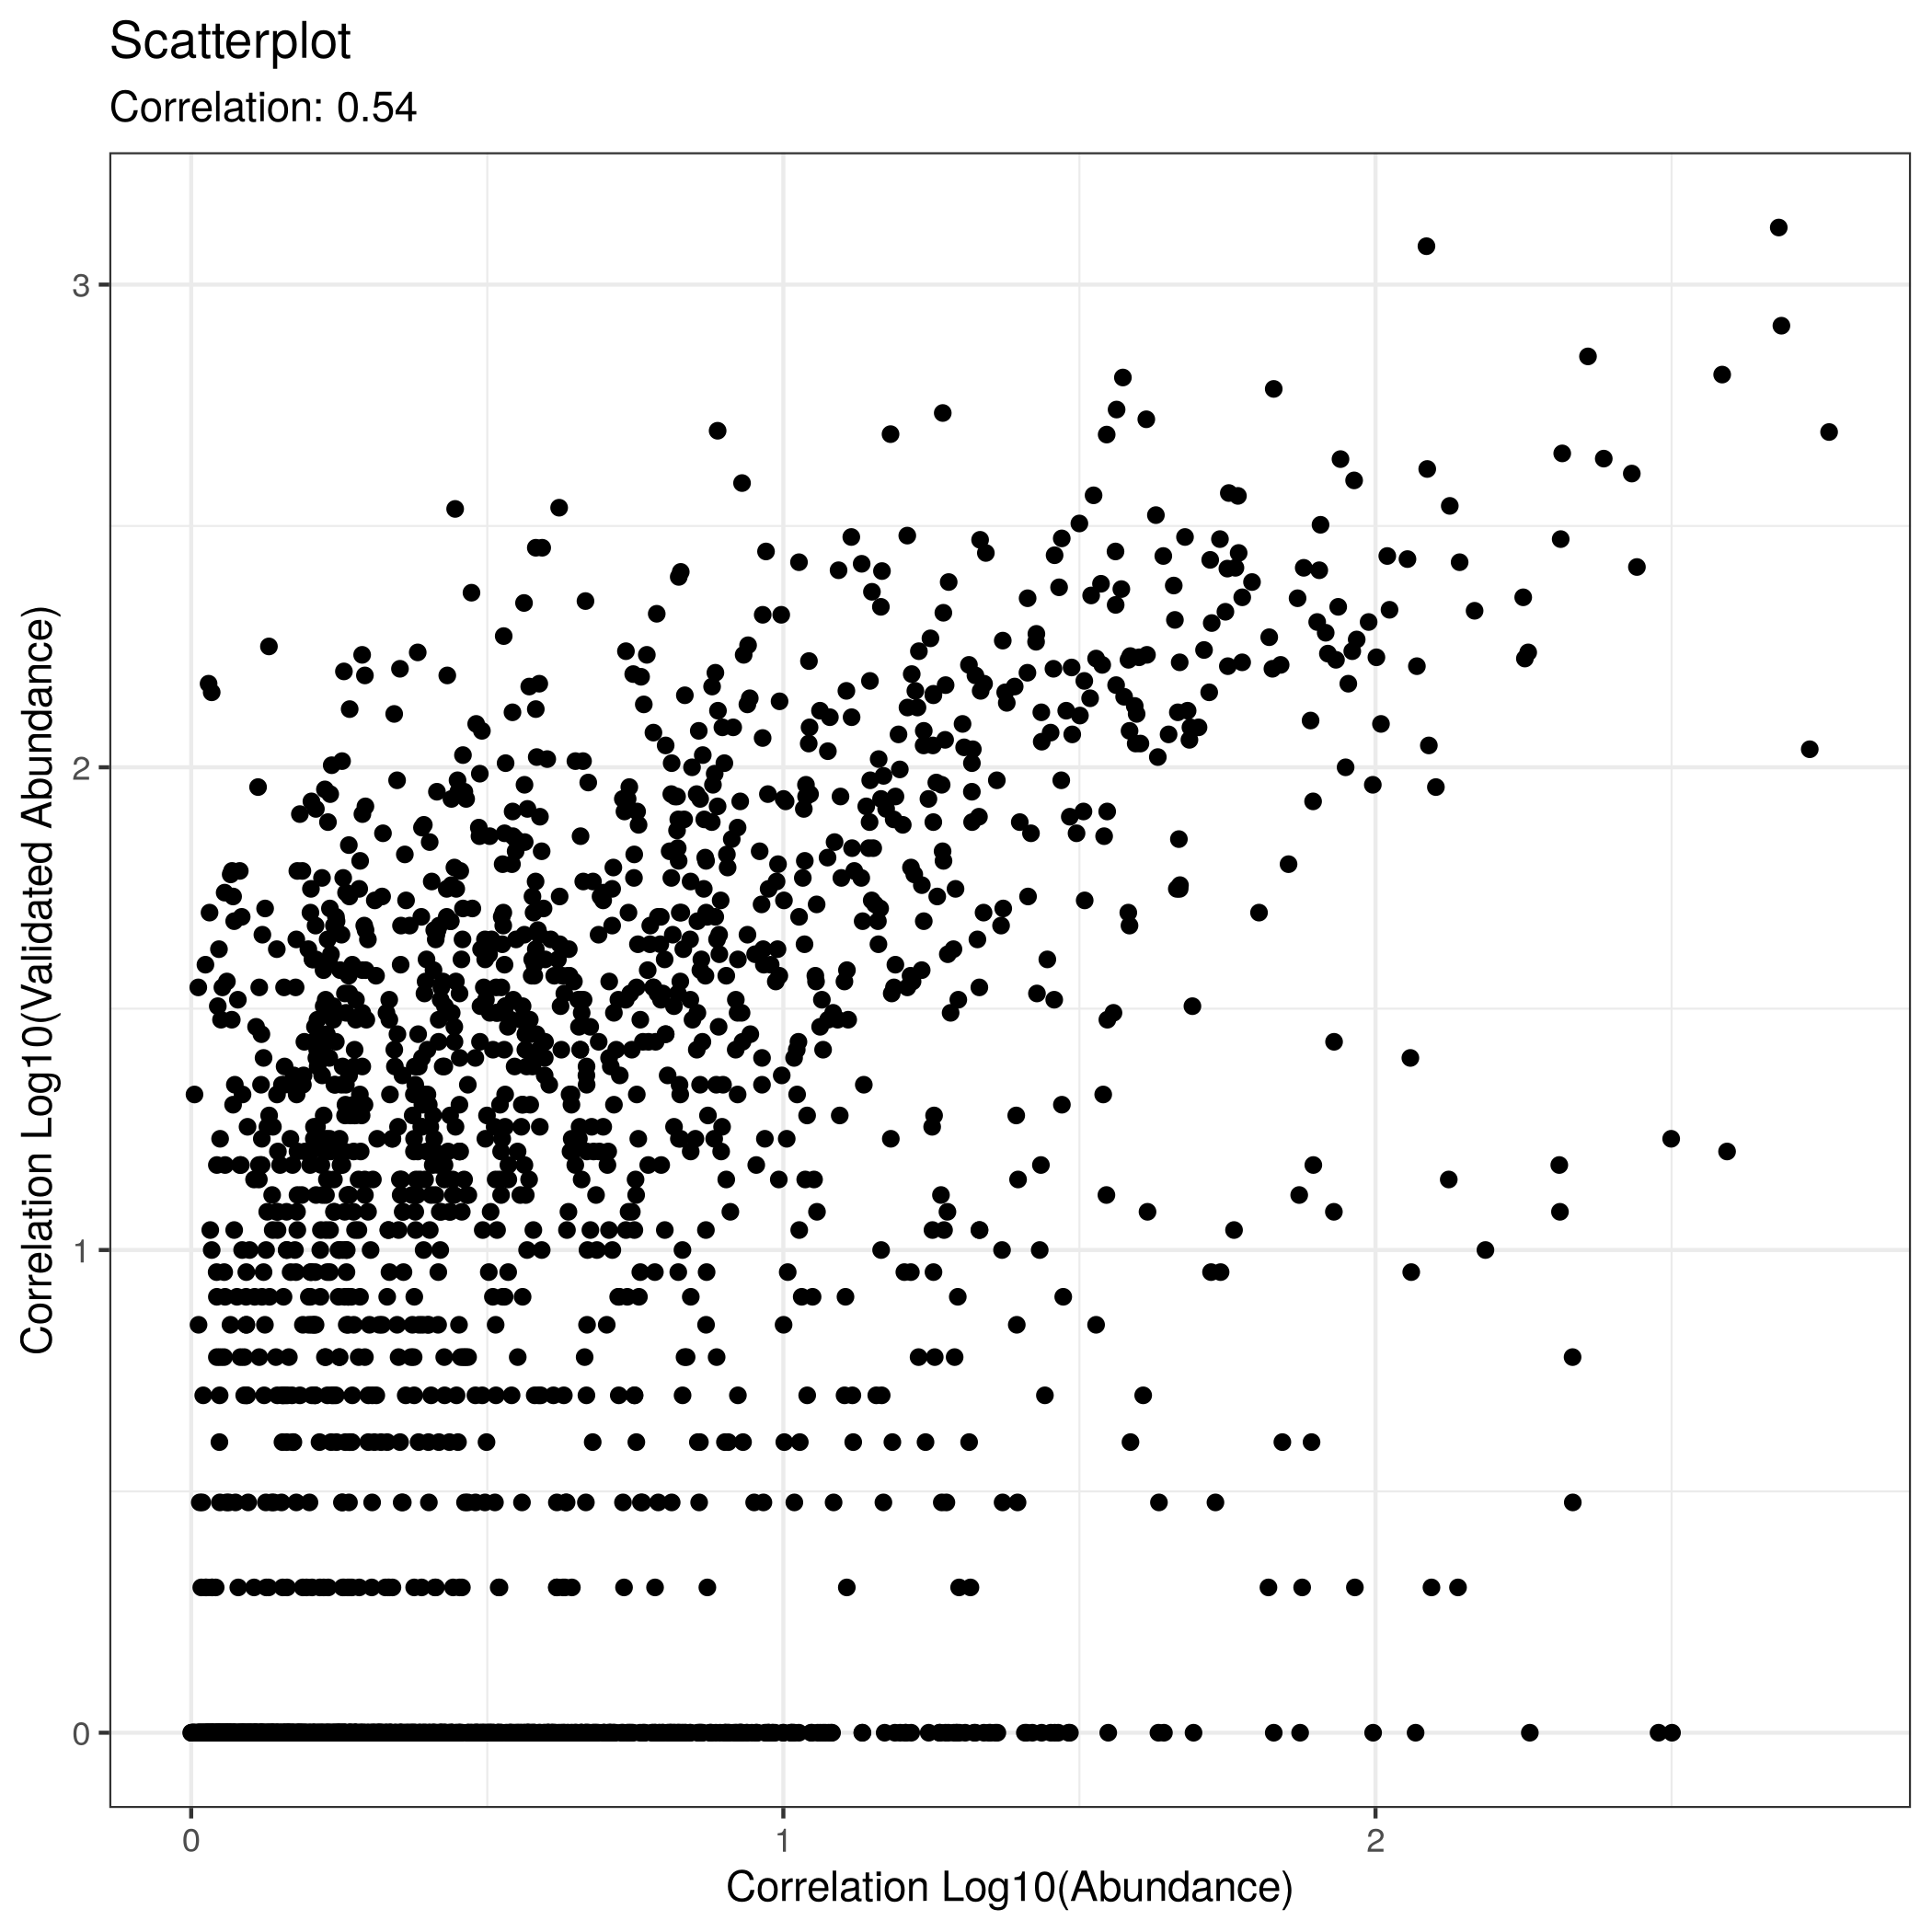 Scatterplot
Correlation: 0.54
Correlation Log10(Validated Abundance)
3
2
1
0
0
1
2
Correlation Log10(Abundance)